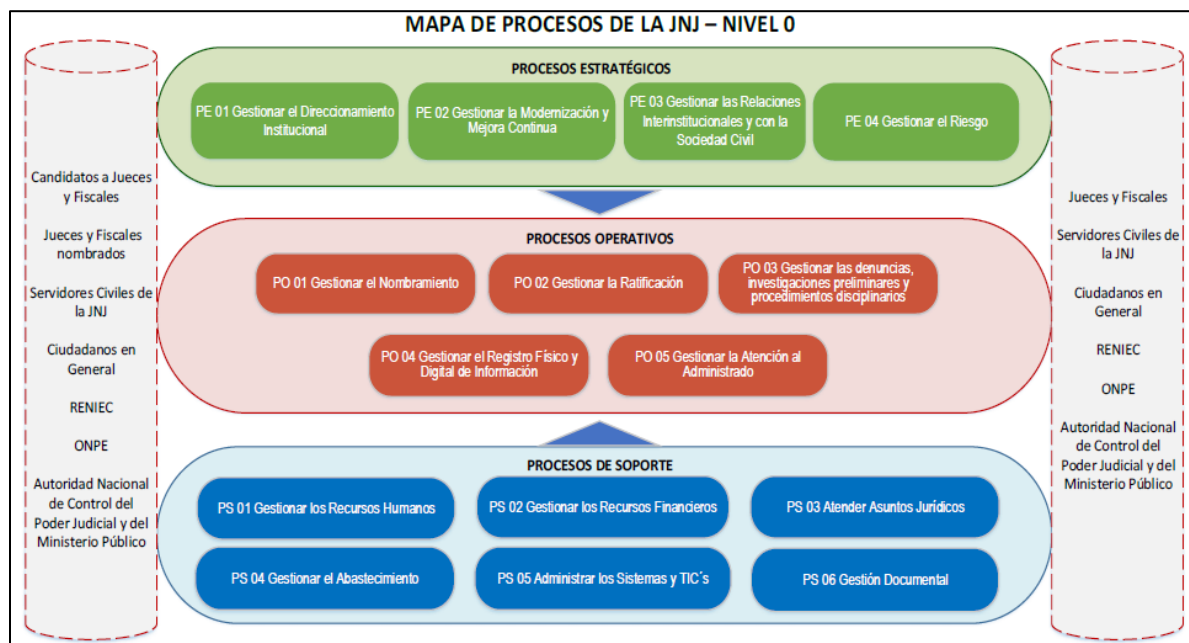 MAPA DE PROCESOS DE LA JNJ – NIVEL 0
Candidatos a Jueces
y Fiscales
Jueces y Fiscales
nombrados
Servidores Civiles de
la JNJ
Ciudadanos en
General
RENIEC
ONPE
Autoridad Nacional
de Control del
Poder Judicial y del
Ministerio Público
PROCESOS ESTRATÉGICOS
PE 01 Gestionar el Direccionamiento
Institucional
PE 02 Gestionar la Modernización y
Mejora Continua
PE 03 Gestionar las Relaciones
Interinstitucionales y con la
Sociedad Civil
PE 04 Gestionar el Riesgo
PROCESOS OPERATIVOS
PO 01 Gestionar el Nombramiento
PO 02 Gestionar la Ratificación
PO 03 Gestionar las denuncias,
investigaciones preliminares y
procedimientos disciplinarios
PO 04 Gestionar el Registro Físico y
Digital de Información
PO 05 Gestionar la Atención al
Administrado
PROCESOS DE SOPORTE
PS 01 Gestionar los Recursos Humanos
PS 02 Gestionar los Recursos Financieros
PS 03 Atender Asuntos Jurídicos
PS 04 Gestionar el Abastecimiento
PS 05 Administrar los Sistemas y TIC´s
PS 06 Gestión Documental
Jueces y Fiscales
Servidores Civiles de
la JNJ
Ciudadanos en
General
RENIEC
ONPE
Autoridad Nacional
de Control del
Poder Judicial y del
Ministerio Público